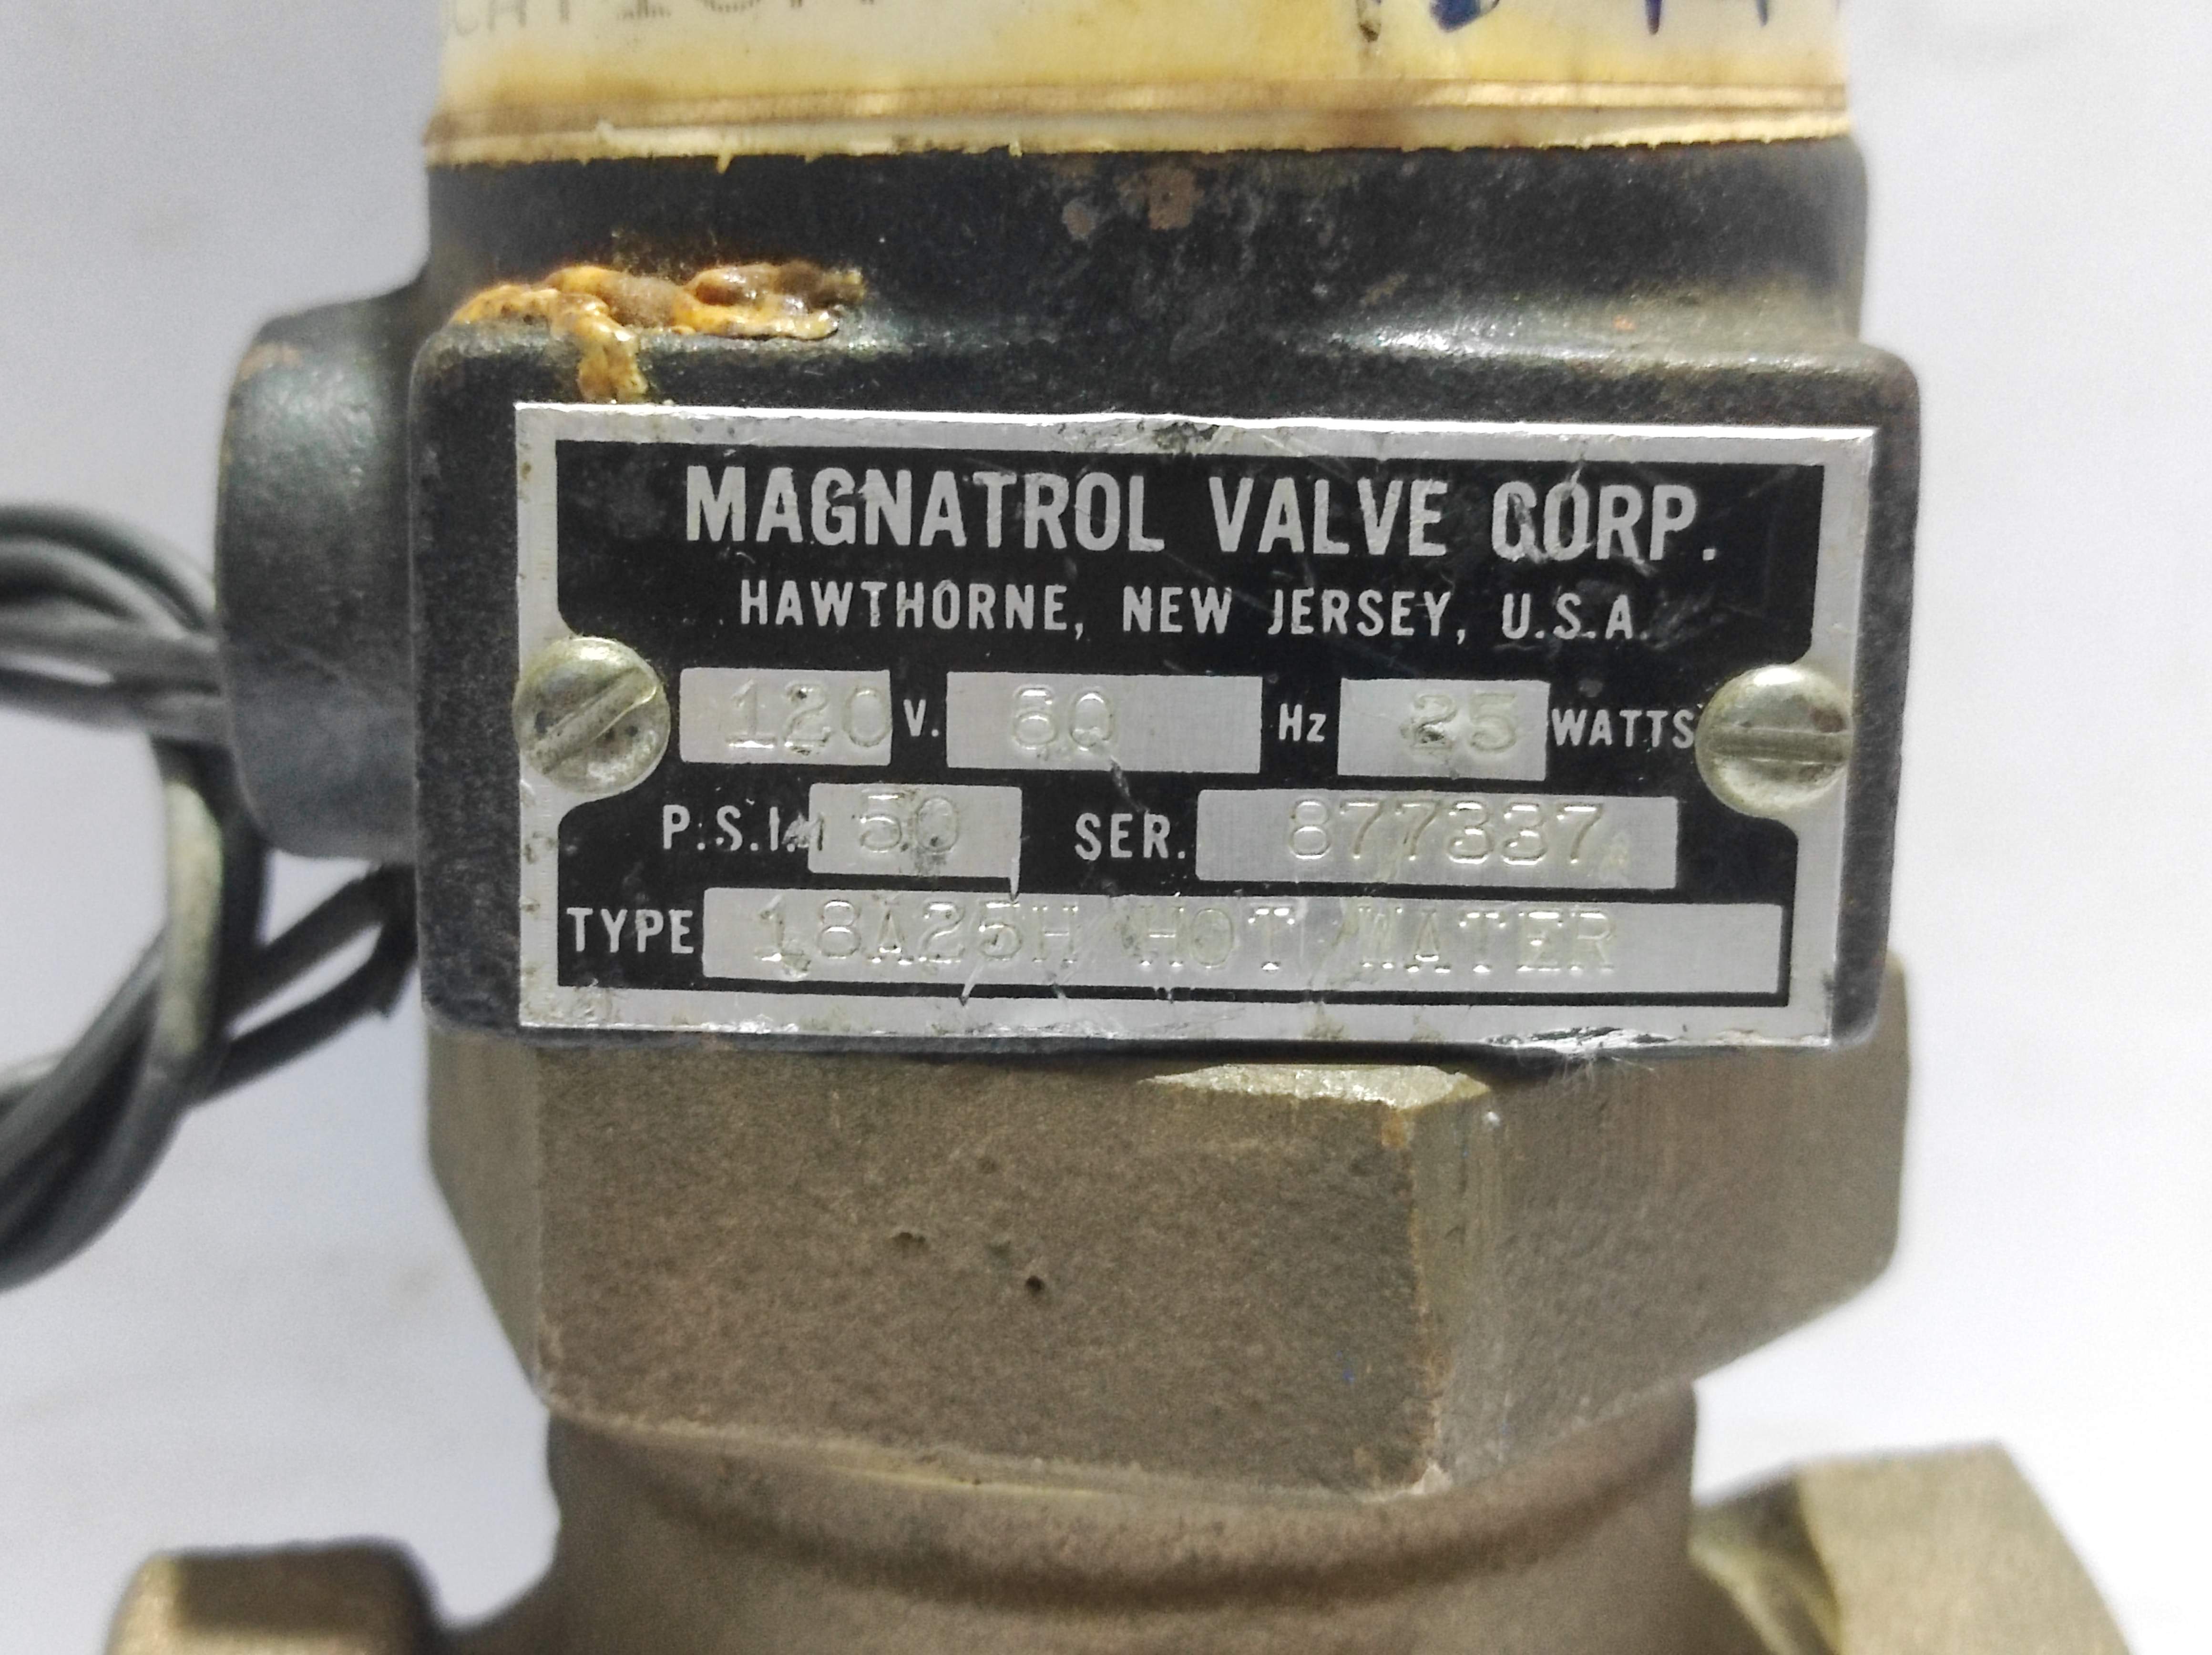 MAGNATROL VALVE CORP.
HAWTHORNE, NEW JERSEY, U.S.A.
120 V. 60 Hz 25 WATTS
P.S.I. 50 SER. 877337
TYPE 18A25H HOT WATER